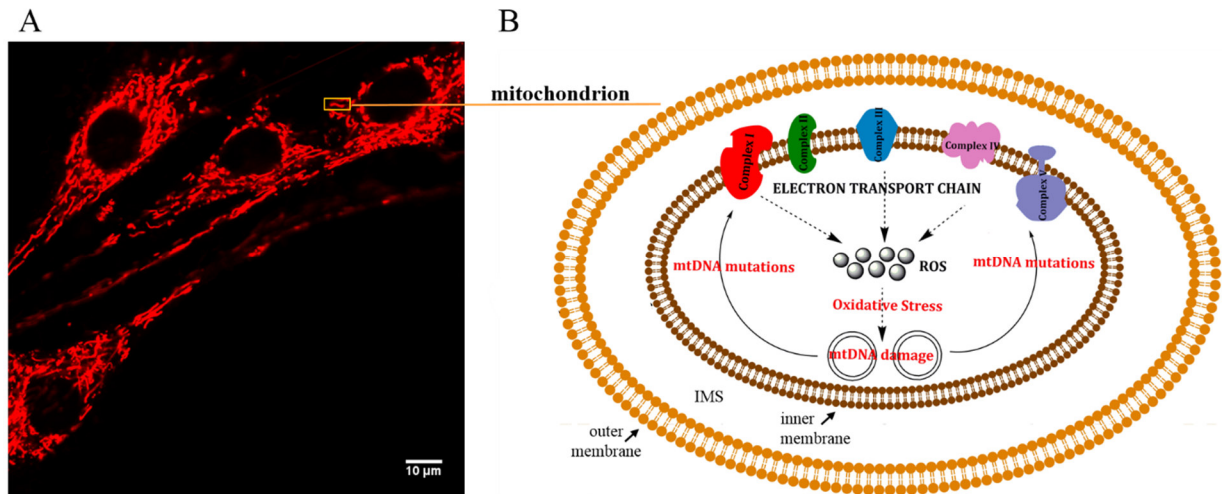 A
B
mitochondrion
Complex I
Complex II
Complex III
Complex IV
Complex V
ELECTRON TRANSPORT CHAIN
mtDNA mutations
ROS
mtDNA mutations
Oxidative Stress
mtDNA damage
IMS
outer
membrane
inner
membrane
10 µm